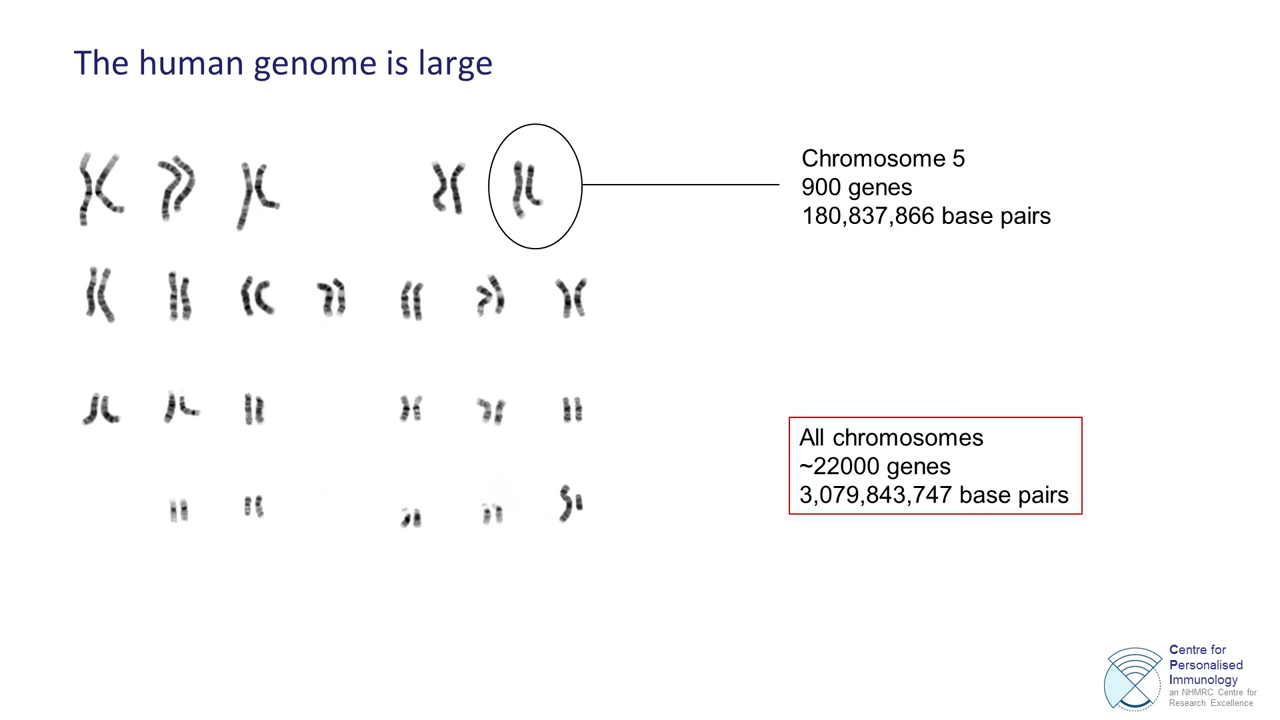 The human genome is large
Chromosome 5
900 genes
180,837,866 base pairs
All chromosomes
~22000 genes
3,079,843,747 base pairs
Centre for
Personalised
Immunology
an NHMRC Centre for
Research Excellence